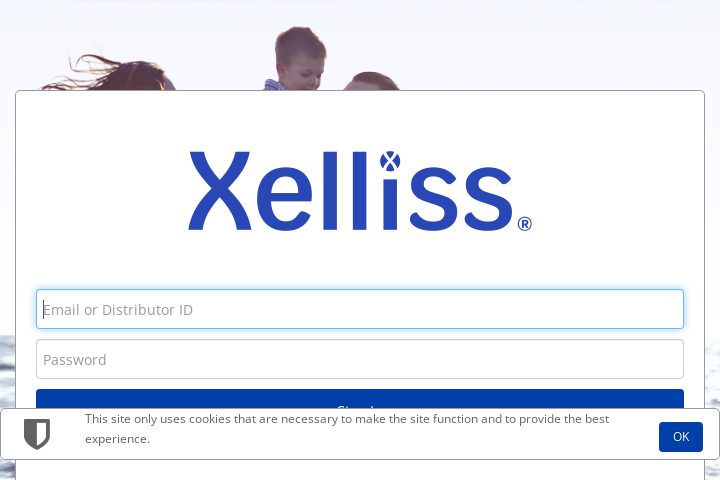 Xelliss®
Email or Distributor ID
Password
This site only uses cookies that are necessary to make the site function and to provide the best
experience.
OK